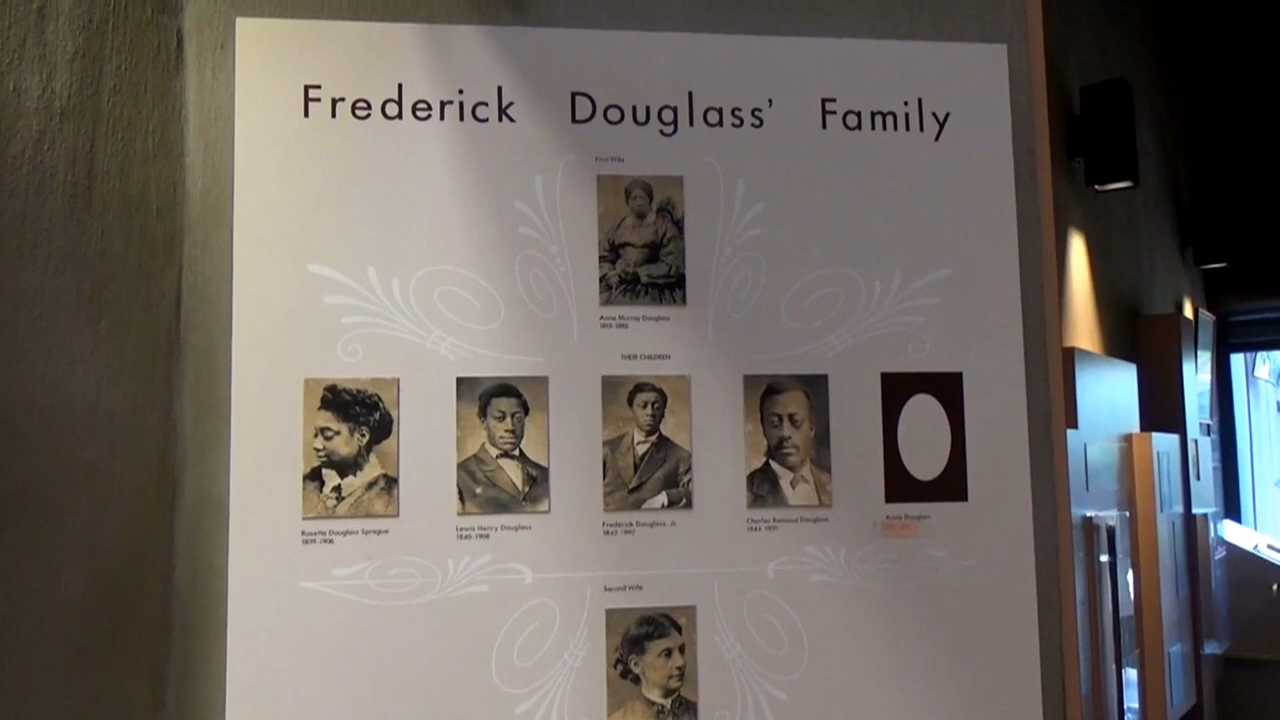 Frederick Douglass' Family
First Wife
Anna Murray Douglass
1813-1882
THEIR CHILDREN
Rosetta Douglass Sprague
1839-1906
Lewis Henry Douglass
1840-1908
Frederick Douglass, Jr.
1842-1892
Charles Remond Douglass
1844-1920
Annie Douglass
Second Wife